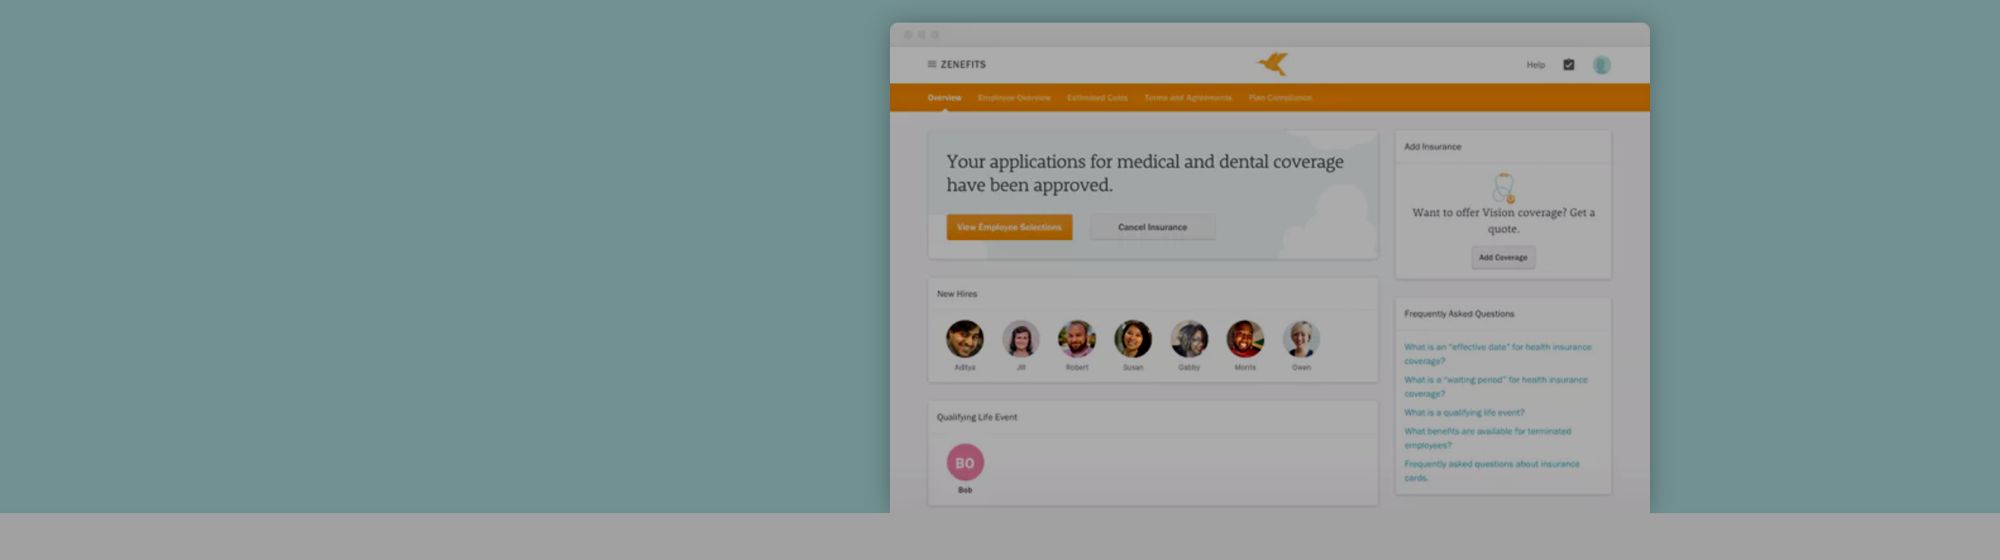 ZENEFITS
Help
Overview Employee Overview Estimated Costs Terms and Agreements Plan Compliance
Your applications for medical and dental coverage
have been approved.
View Employee Selections Cancel Insurance
Add Insurance
Want to offer Vision coverage? Get a
quote.
Add Coverage
New Hires
Aditya Jill Robert Susan Gabby Morris Gwen
Frequently Asked Questions
What is an "effective date" for health insurance
coverage?
What is a "waiting period" for health insurance
coverage?
What is a qualifying life event?
What benefits are available for terminated
employees?
Frequently asked questions about insurance
cards.
Qualifying Life Event
BO
Bob